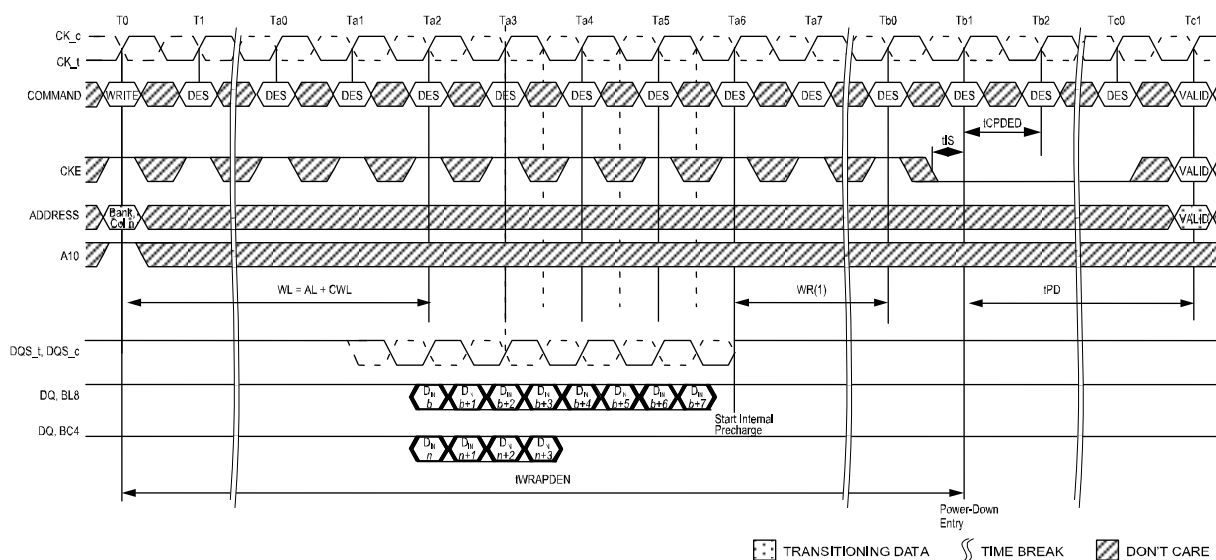 T0 T1 Ta0 Ta1 Ta2 Ta3 Ta4 Ta5 Ta6 Ta7 Tb0 Tb1 Tb2 Tc0 Tc1
CK_c
CK_t
COMMAND WRITE DES DES DES DES DES DES DES DES DES DES DES DES DES VALID
tIS
tCPDED
CKE VALID
ADDRESS Bank, Col n VALID
A10
WL = AL + CWL
WR(1)
tPD
DQS_t, DQS_c
DQ, BL8
DIN b
DIN b+1
DIN b+2
DIN b+3
DIN b+4
DIN b+5
DIN b+6
DIN b+7
Start Internal
Precharge
DQ, BC4
DIN n
DIN n+1
DIN n+2
DIN n+3
tWRAPDEN
Power-Down
Entry
TRANSITIONING DATA
TIME BREAK
DON'T CARE